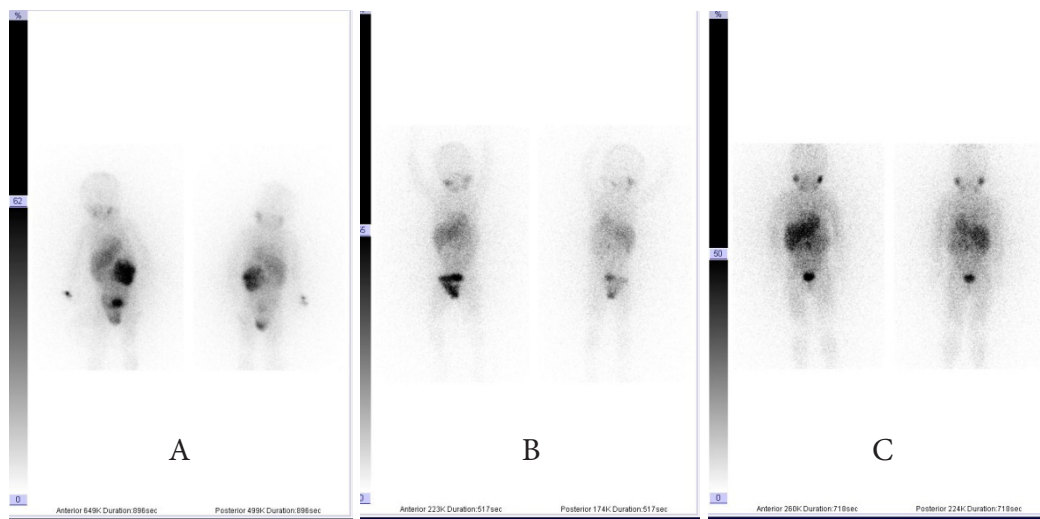 %
62
0
A
Anterior 649K Duration:896sec
Posterior 499K Duration:896sec
B
Anterior 223K Duration:517sec
Posterior 174K Duration:517sec
%
50
0
C
Anterior 260K Duration:718sec
Posterior 224K Duration:718sec